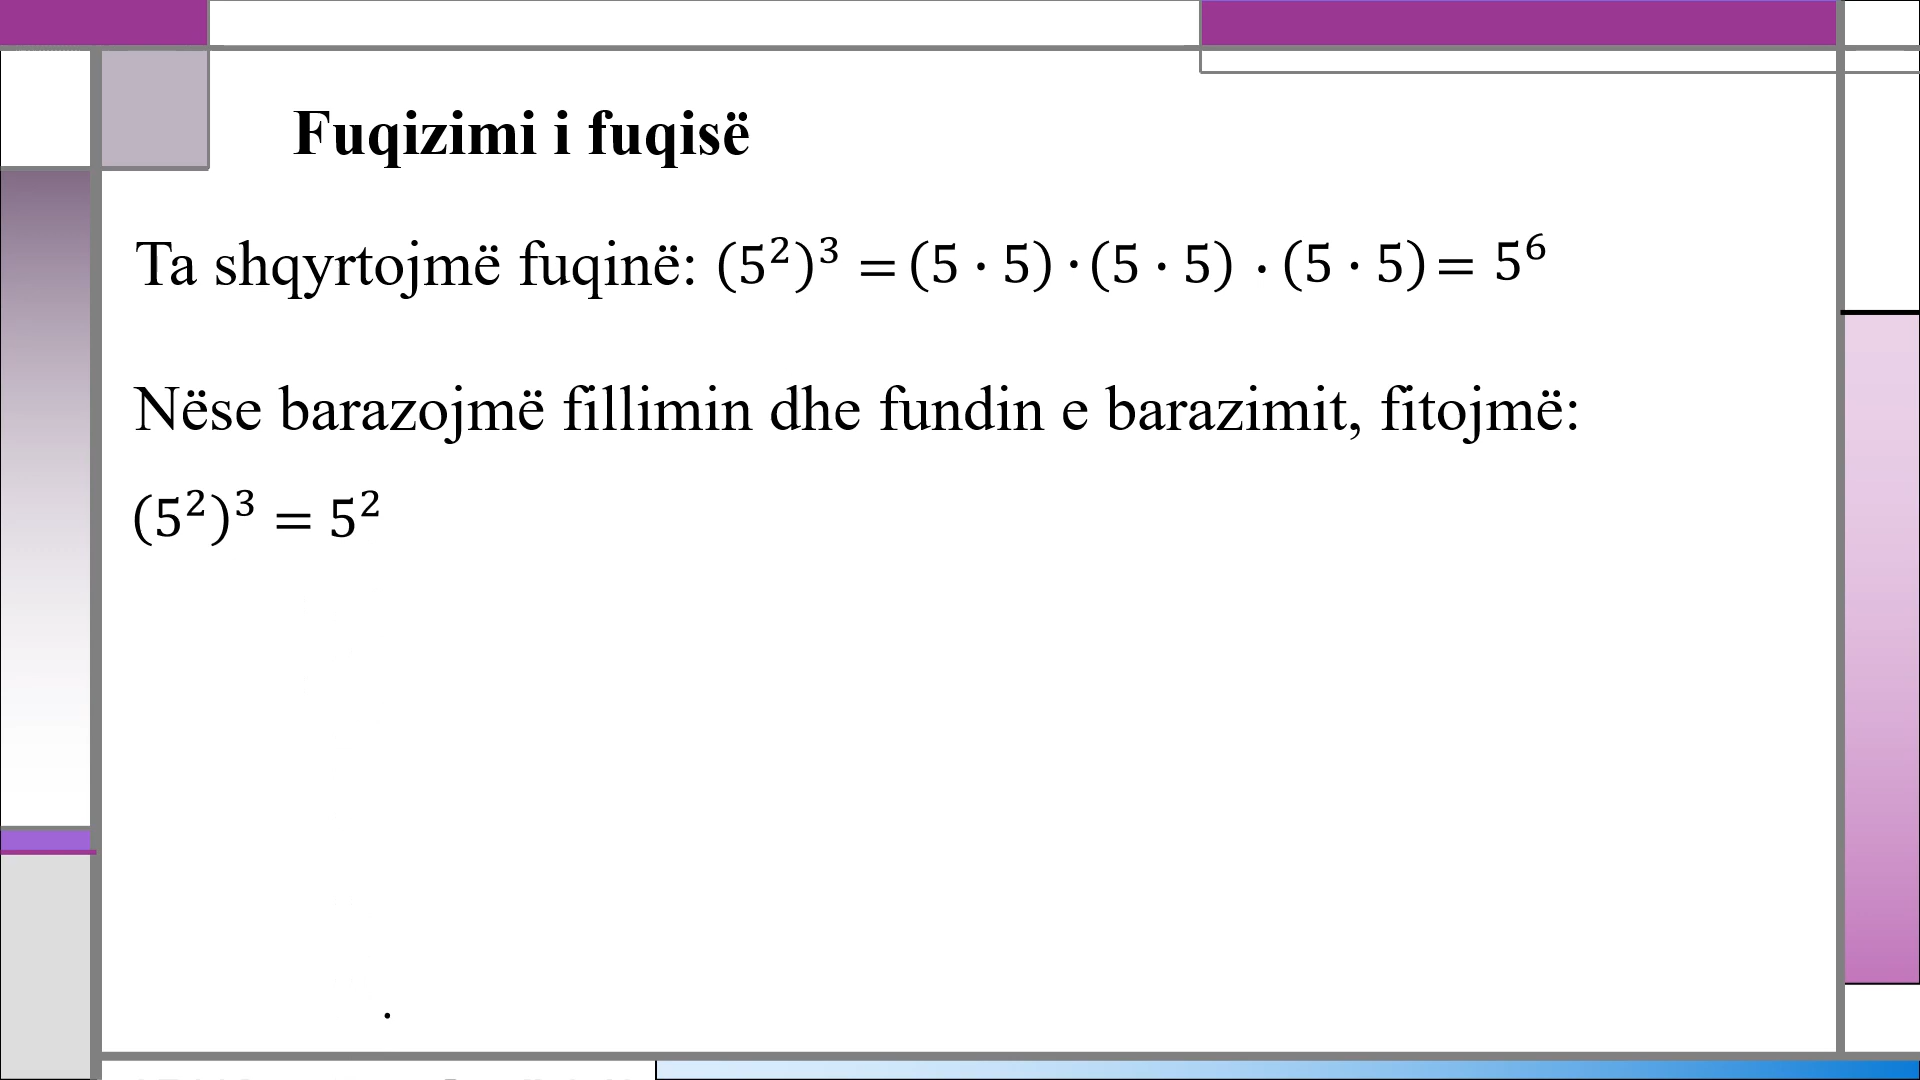 Fuqizimi i fuqisë
Ta shqyrtojmë fuqinë: (5²)³ = (5 · 5) · (5 · 5) · (5 · 5) = 5⁶
Nëse barazojmë fillimin dhe fundin e barazimit, fitojmë:
(5²)³ = 5²
.